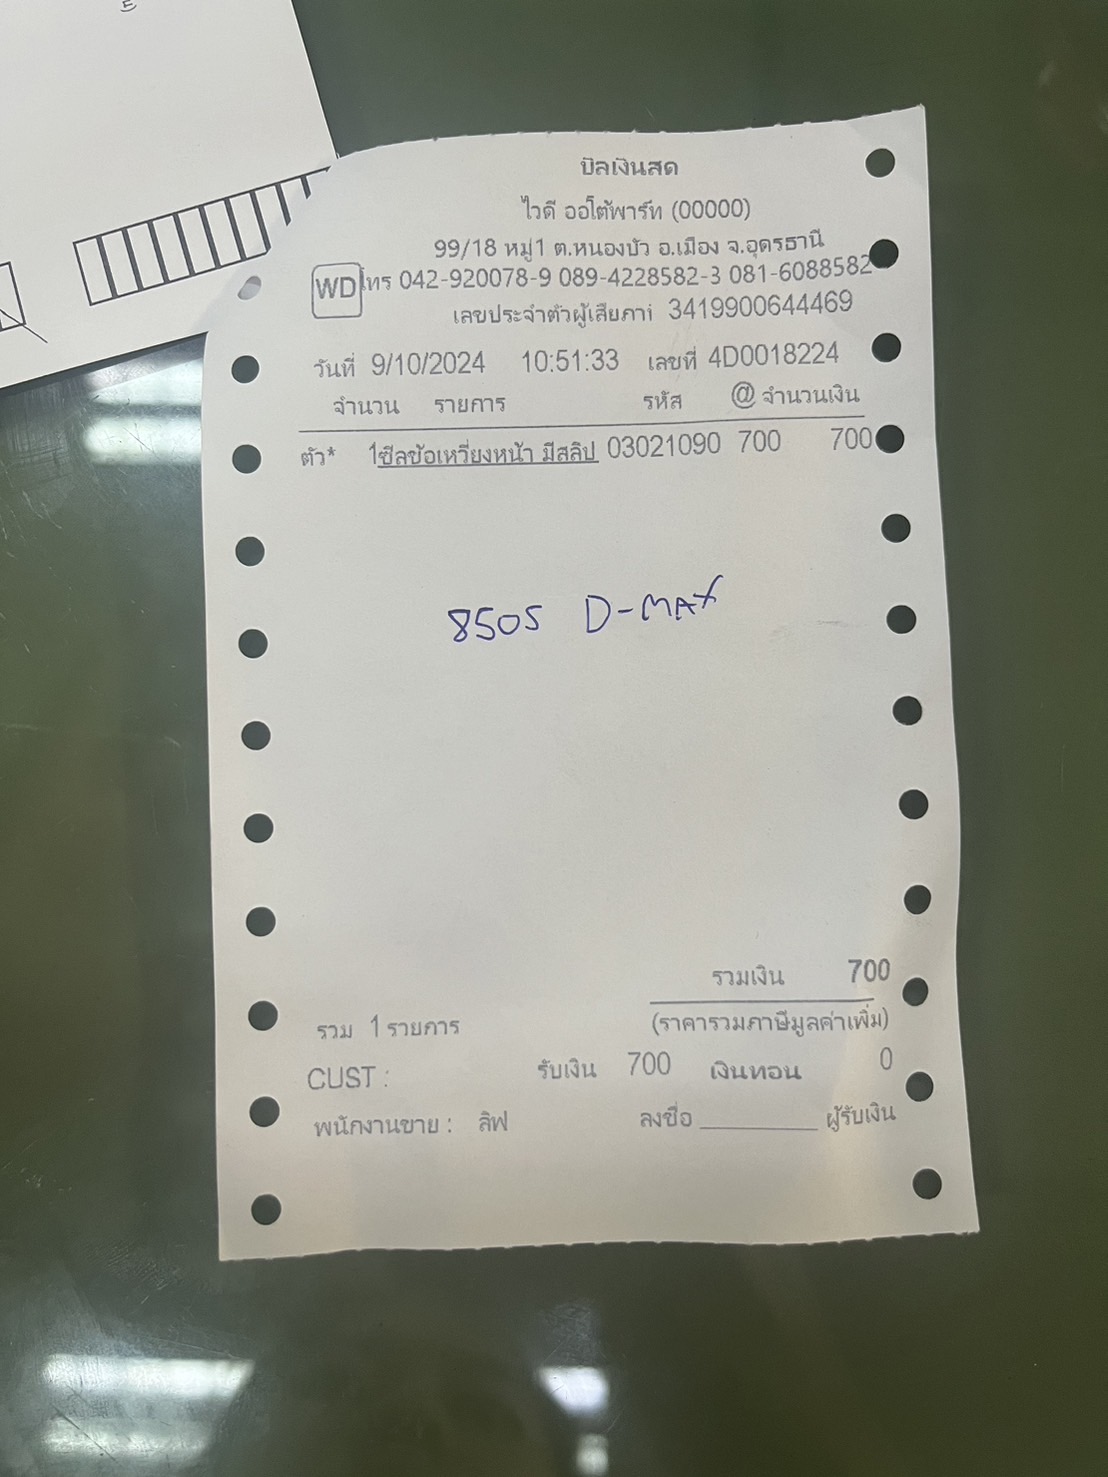 บิลเงินสด
ไวดี ออโต้พาร์ท (00000)
99/18 หมู่1 ต.หนองบัว อ.เมือง จ.อุดรธานี
WD โทร 042-920078-9 089-4228582-3 081-6088582
เลขประจำตัวผู้เสียภาษี 3419900644469
วันที่ 9/10/2024 10:51:33 เลขที่ 4D0018224
จำนวน รายการ รหัส @ จำนวนเงิน
ตัว* 1ซีลข้อเหวี่ยงหน้า มีสลิป 03021090 700 700
8505 D-MAX
รวมเงิน 700
รวม 1 รายการ (ราคารวมภาษีมูลค่าเพิ่ม)
CUST : รับเงิน 700 เงินทอน 0
พนักงานขาย : ลิฟ ลงชื่อ ผู้รับเงิน